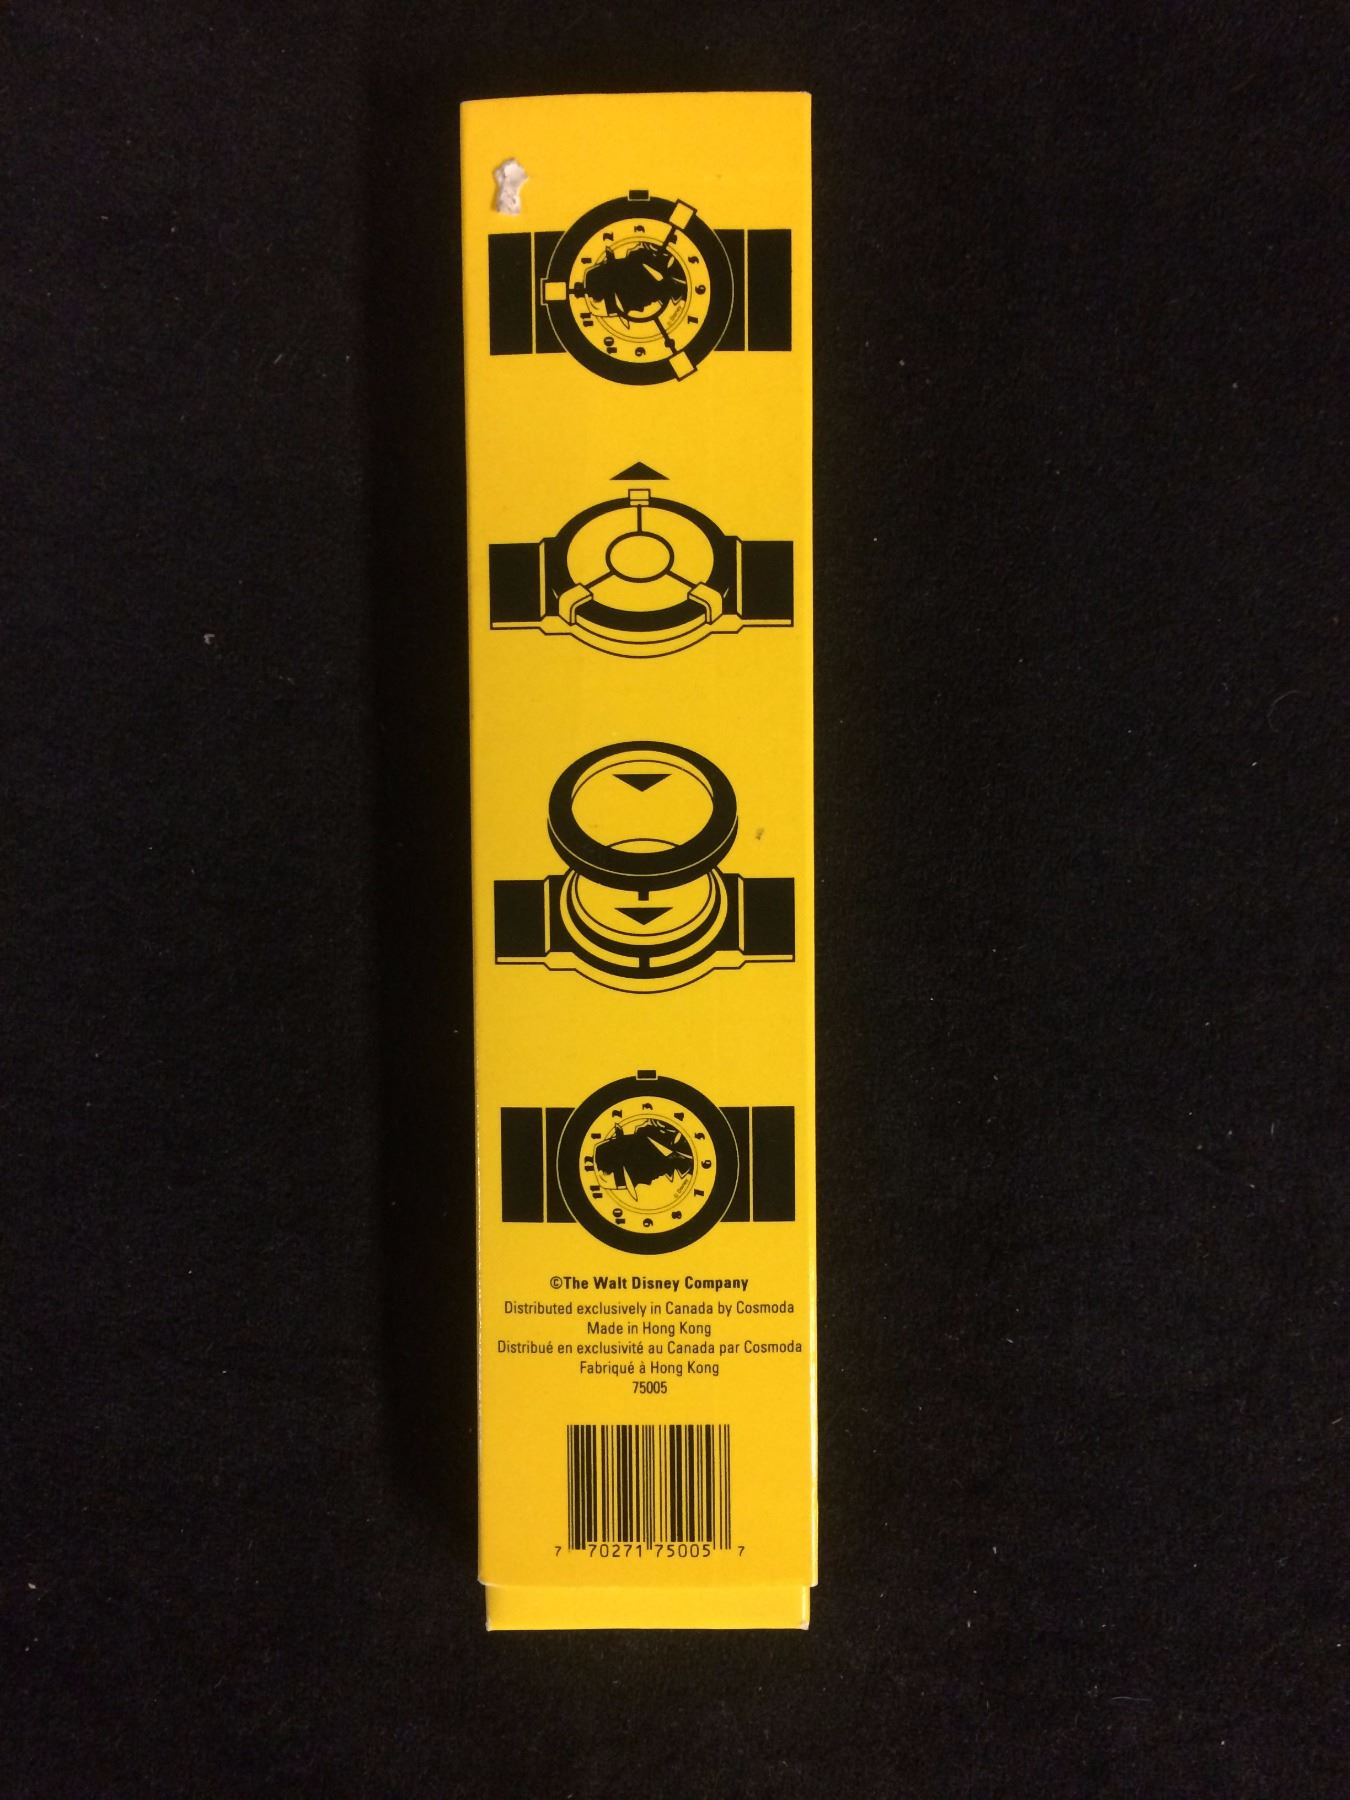 ©The Walt Disney Company
Distributed exclusively in Canada by Cosmoda
Made in Hong Kong
Distribué en exclusivité au Canada par Cosmoda
Fabriqué à Hong Kong
75005
7 70271 75005 7